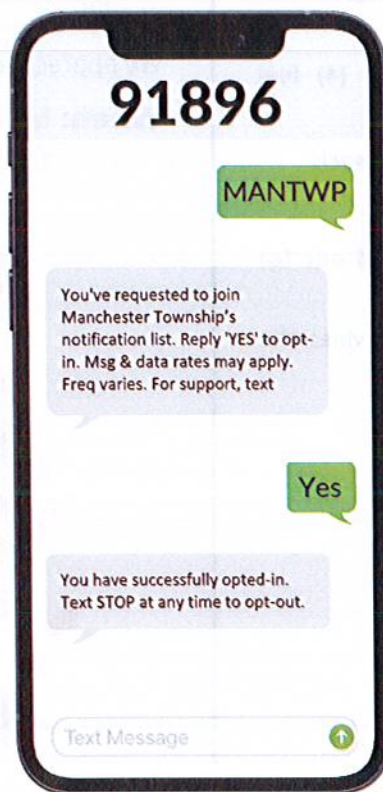 91896
MANTWP
You've requested to join
Manchester Township's
notification list. Reply 'YES' to opt-
in. Msg & data rates may apply.
Freq varies. For support, text
Yes
You have successfully opted-in.
Text STOP at any time to opt-out.
Text Message